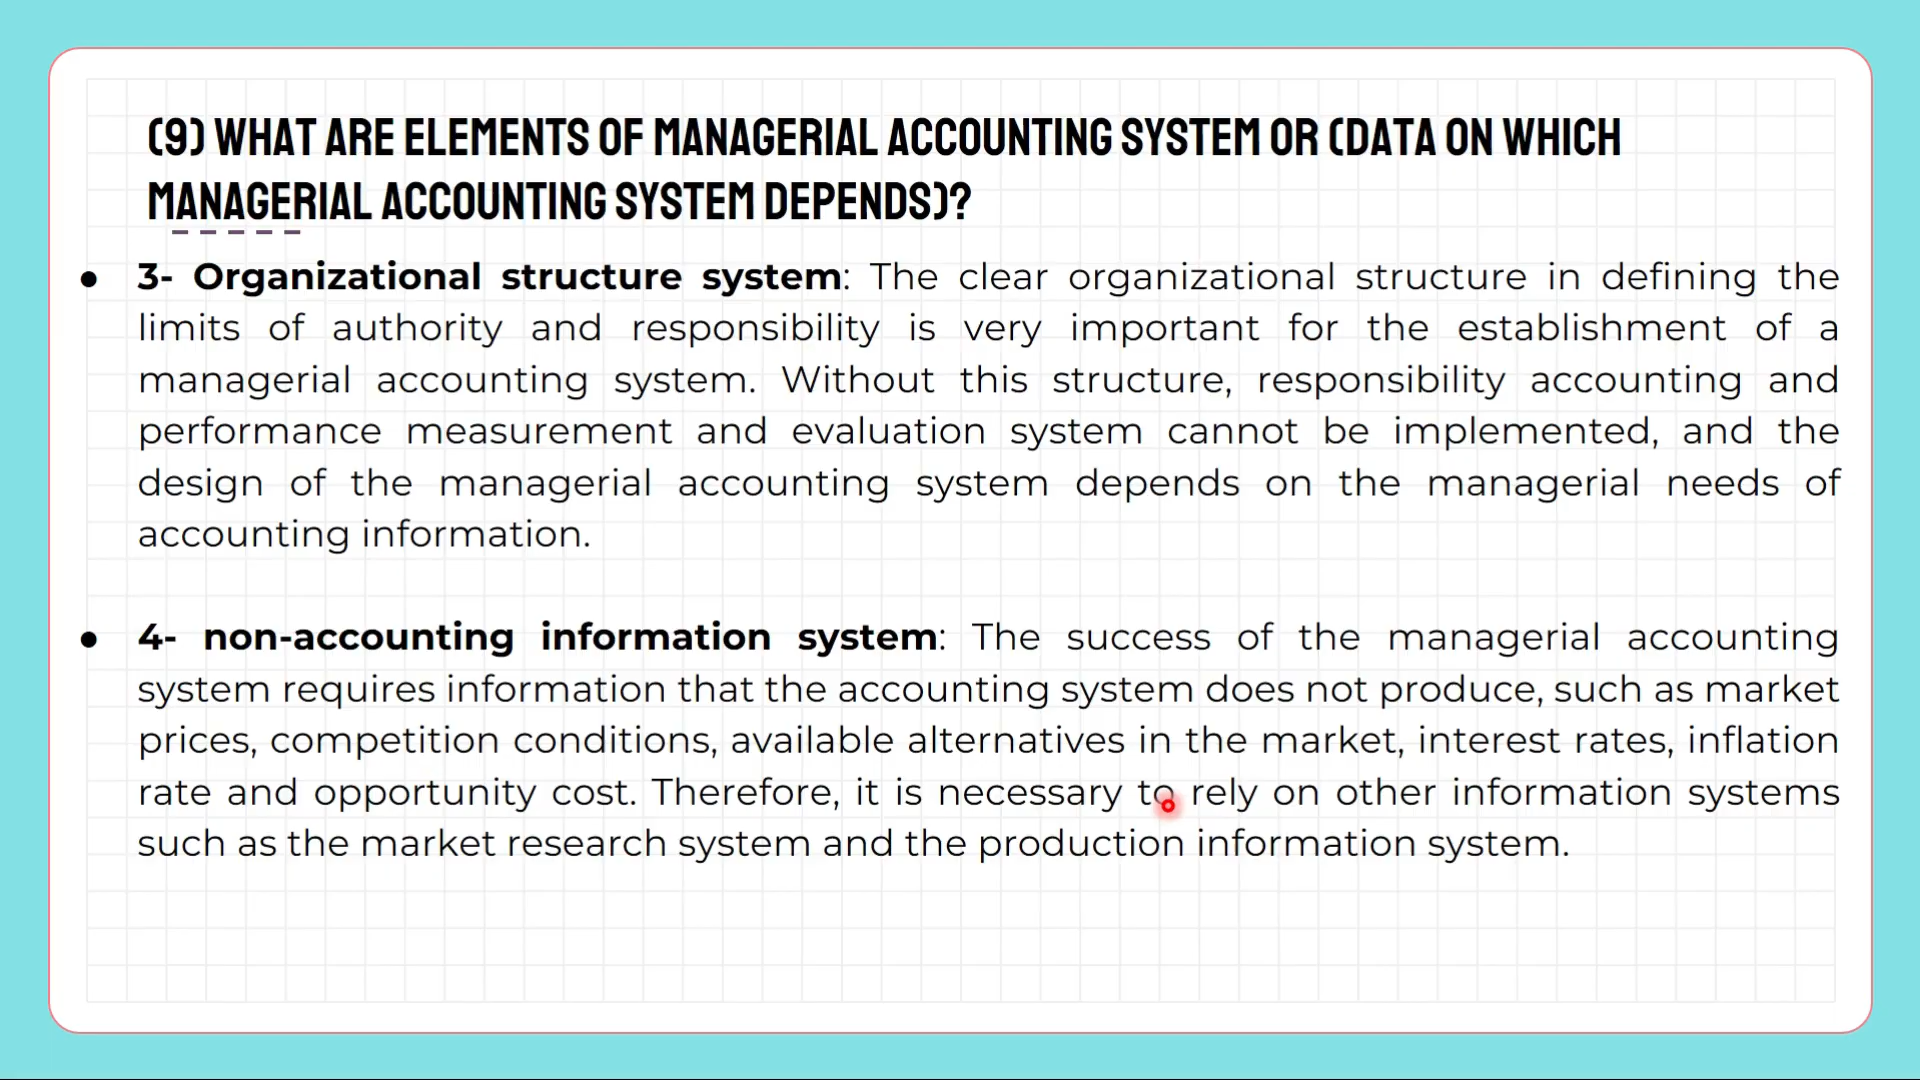 (9) WHAT ARE ELEMENTS OF MANAGERIAL ACCOUNTING SYSTEM OR (DATA ON WHICH
MANAGERIAL ACCOUNTING SYSTEM DEPENDS)?
● 3- Organizational structure system: The clear organizational structure in defining the
limits of authority and responsibility is very important for the establishment of a
managerial accounting system. Without this structure, responsibility accounting and
performance measurement and evaluation system cannot be implemented, and the
design of the managerial accounting system depends on the managerial needs of
accounting information.
● 4- non-accounting information system: The success of the managerial accounting
system requires information that the accounting system does not produce, such as market
prices, competition conditions, available alternatives in the market, interest rates, inflation
rate and opportunity cost. Therefore, it is necessary to rely on other information systems
such as the market research system and the production information system.